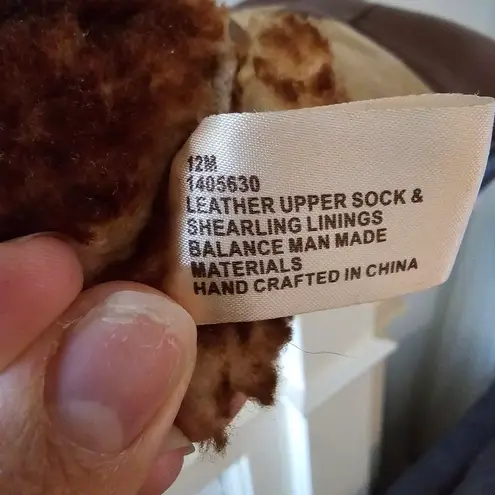 12M
1405630
LEATHER UPPER SOCK &
SHEARLING LININGS
BALANCE MAN MADE
MATERIALS
HAND CRAFTED IN CHINA